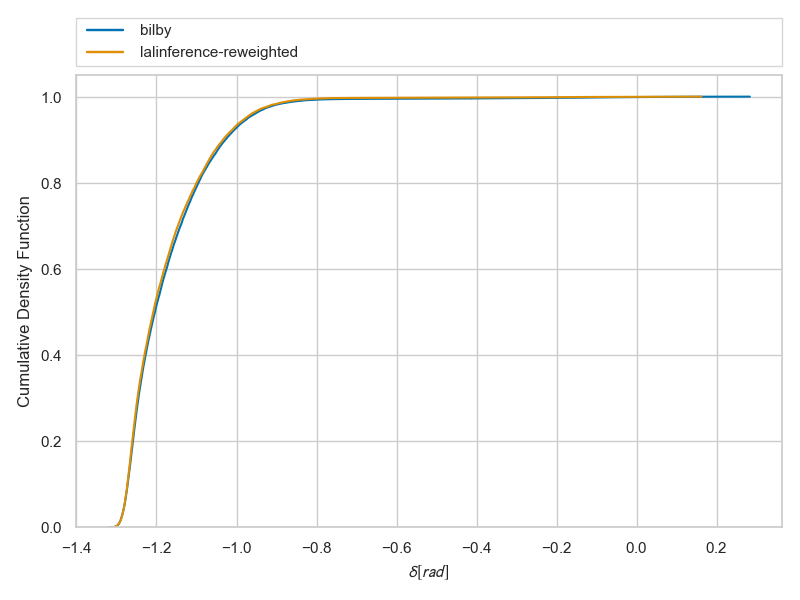 bilby
lalinference-reweighted
Cumulative Density Function
1.0
0.8
0.6
0.4
0.2
0.0
−1.4 −1.2 −1.0 −0.8 −0.6 −0.4 −0.2 0.0 0.2
δ[rad]